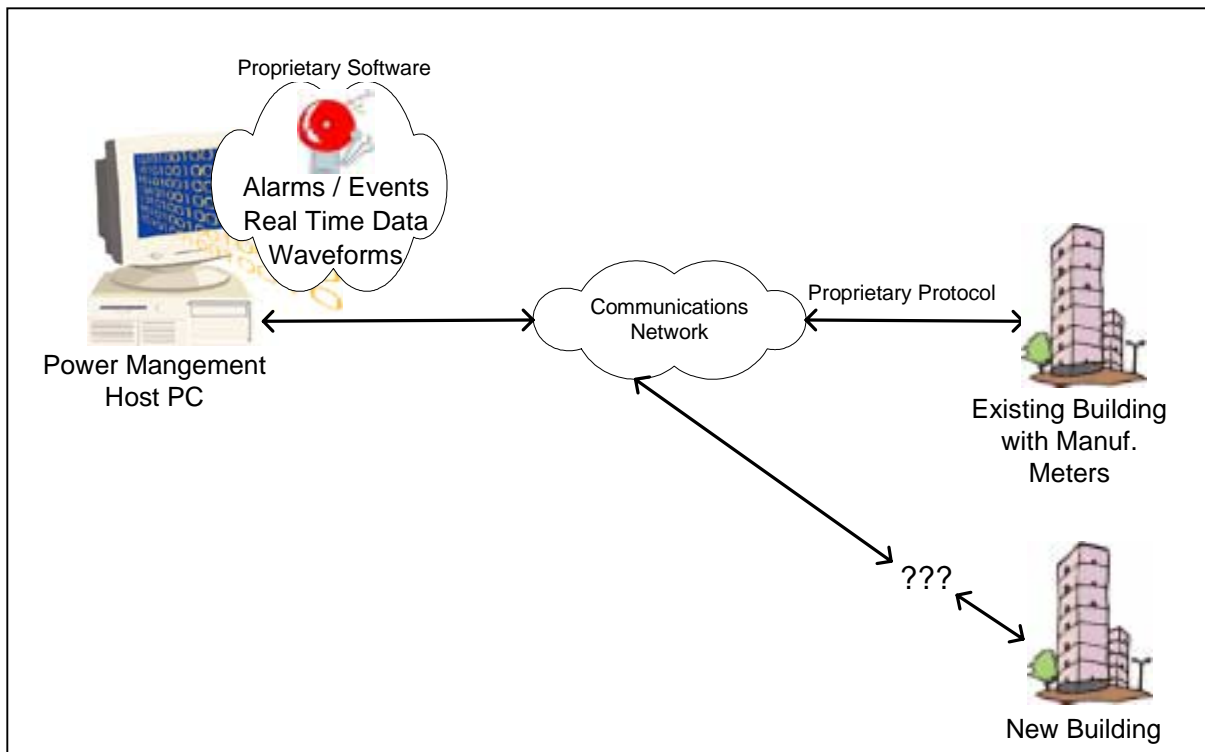 Proprietary Software
Alarms / Events
Real Time Data
Waveforms
Power Mangement
Host PC
Communications
Network
Proprietary Protocol
Existing Building
with Manuf.
Meters
???
New Building